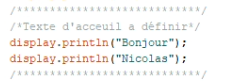 /****************************/
/*Texte d'acceuil a définir*/
display.println("Bonjour");
display.println("Nicolas");
/****************************/